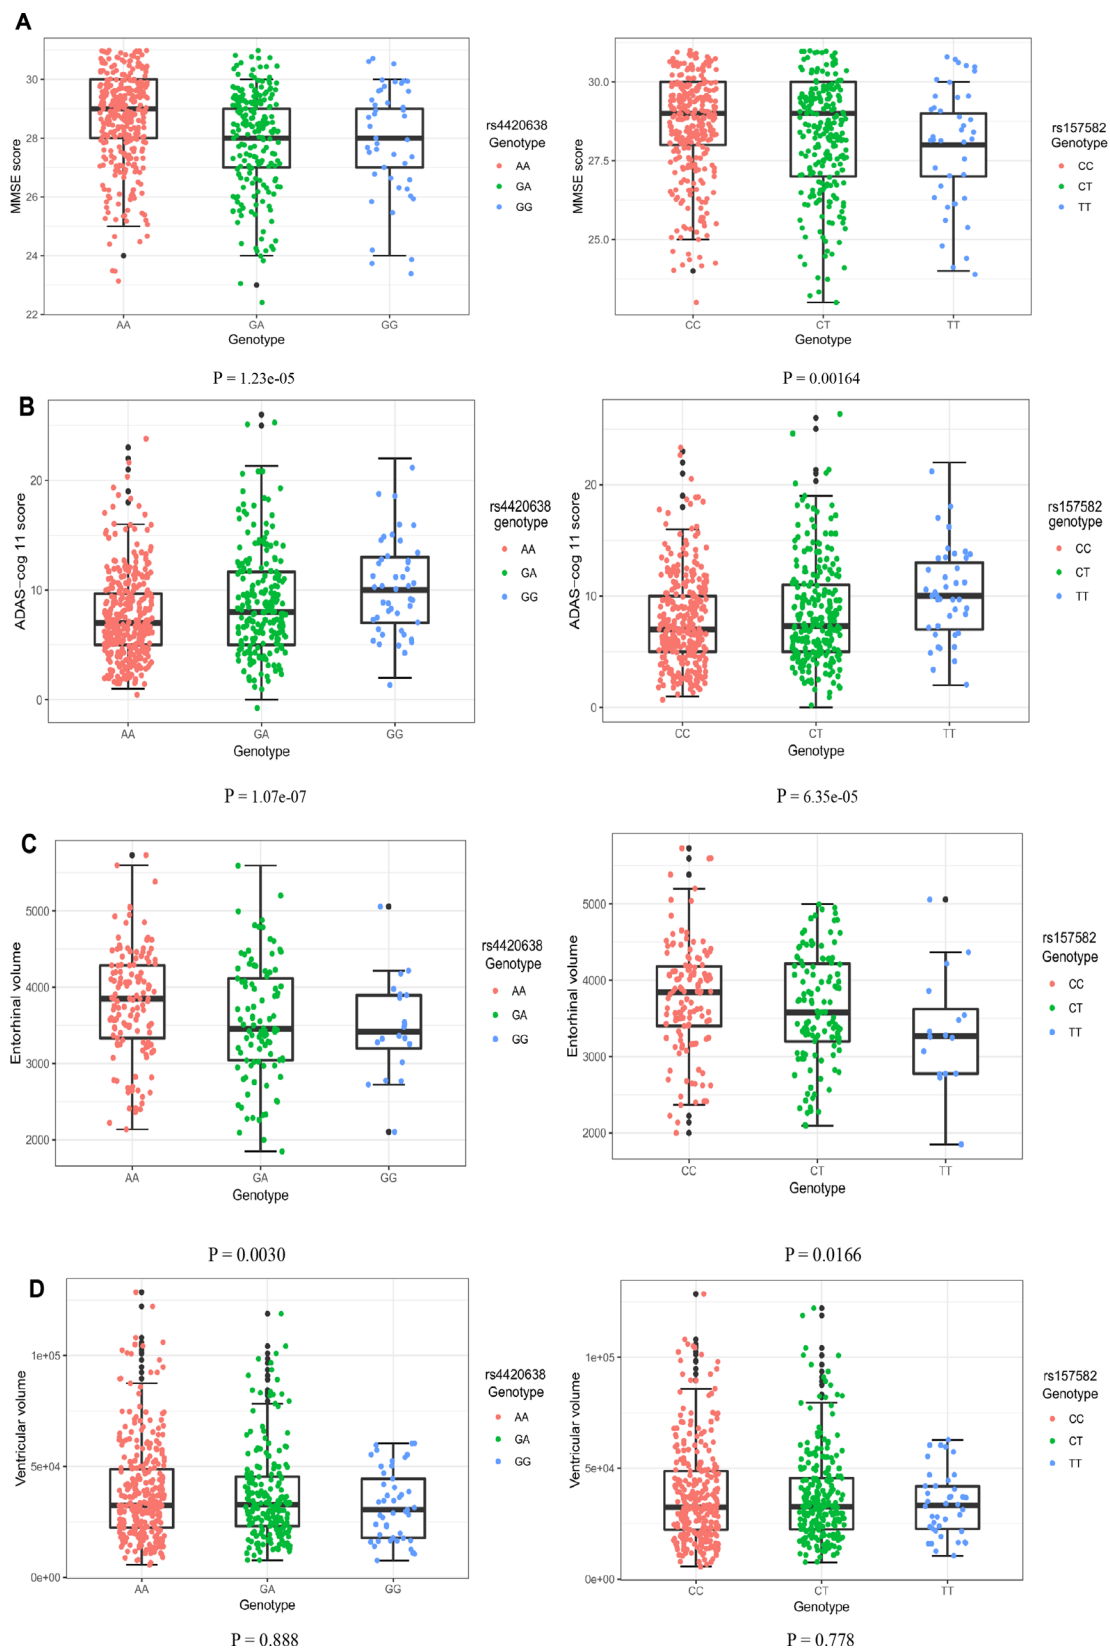 A
MMSE score
30
28
26
24
22
AA
GA
GG
Genotype
rs4420638
Genotype
AA
GA
GG
P = 1.23e-05
MMSE score
30.0
27.5
25.0
CC
CT
TT
Genotype
rs157582
Genotype
CC
CT
TT
P = 0.00164
B
ADAS-cog 11 score
20
10
0
AA
GA
GG
Genotype
rs4420638
genotype
AA
GA
GG
P = 1.07e-07
ADAS-cog 11 score
20
10
0
CC
CT
TT
Genotype
rs157582
genotype
CC
CT
TT
P = 6.35e-05
C
Entorhinal volume
5000
4000
3000
2000
AA
GA
GG
Genotype
rs4420638
Genotype
AA
GA
GG
P = 0.0030
Entorhinal volume
5000
4000
3000
2000
CC
CT
TT
Genotype
rs157582
Genotype
CC
CT
TT
P = 0.0166
D
Ventricular volume
1e+05
5e+04
0e+00
AA
GA
GG
Genotype
rs4420638
Genotype
AA
GA
GG
P = 0.888
Ventricular volume
1e+05
5e+04
0e+00
CC
CT
TT
Genotype
rs157582
Genotype
CC
CT
TT
P = 0.778